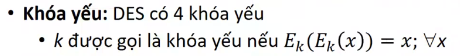 • Khóa yếu: DES có 4 khóa yếu
• k được gọi là khóa yếu nếu E_k(E_k(x)) = x; ∀x